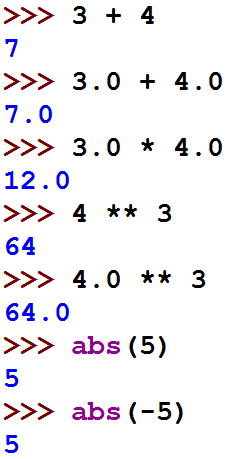 >>> 3 + 4
7
>>> 3.0 + 4.0
7.0
>>> 3.0 * 4.0
12.0
>>> 4 ** 3
64
>>> 4.0 ** 3
64.0
>>> abs(5)
5
>>> abs(-5)
5